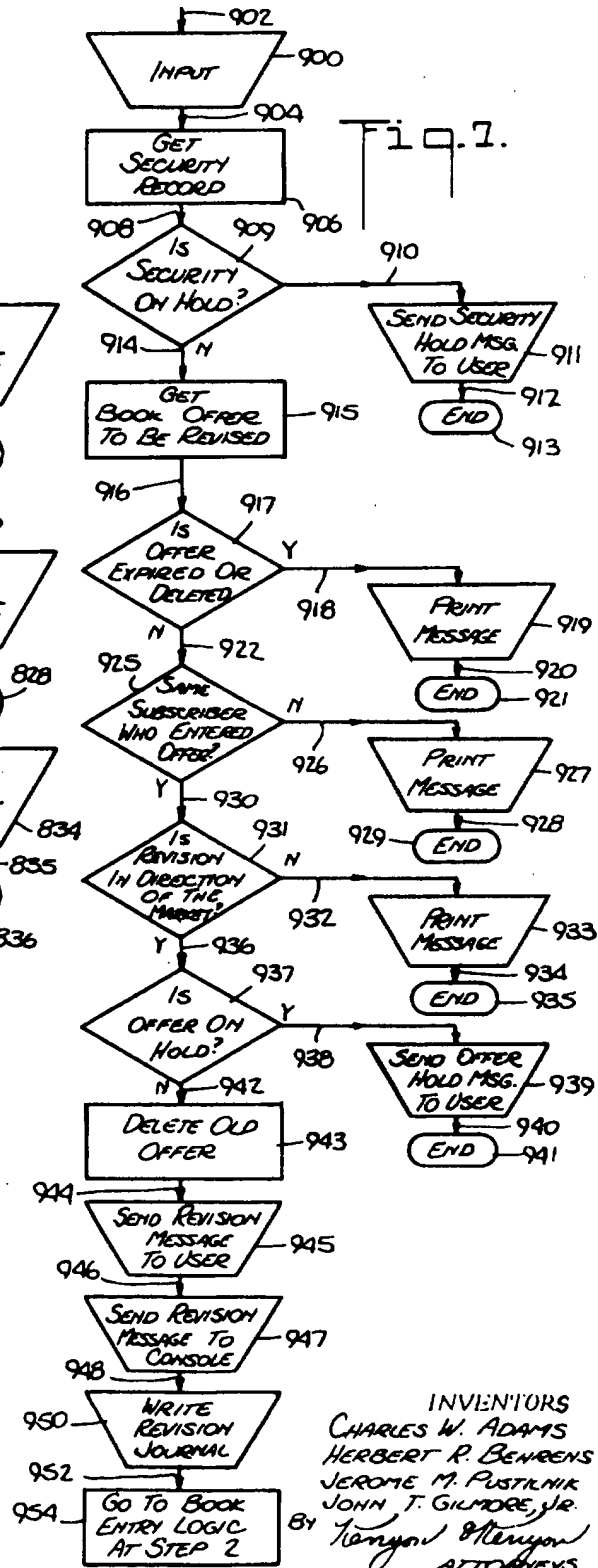 902
INPUT
900
904
Fig.7.
GET
SECURITY
RECORD
906
908
909
IS
SECURITY
ON HOLD?
910
SEND SECURITY
HOLD MSG.
TO USER
911
912
END
913
914
N
GET
BOOK OFFER
TO BE REVISED
915
916
917
IS
OFFER
EXPIRED OR
DELETED
Y
918
PRINT
MESSAGE
919
920
END
921
N
922
828
925
SAME
SUBSCRIBER
WHO ENTERED
OFFER?
N
926
PRINT
MESSAGE
927
928
929
END
Y
930
834
835
836
931
IS
REVISION
IN DIRECTION
OF THE
MARKET?
N
932
PRINT
MESSAGE
933
934
END
935
Y
936
937
IS
OFFER ON
HOLD?
Y
938
SEND OFFER
HOLD MSG.
TO USER
939
940
END
941
N
942
DELETE OLD
OFFER
943
944
SEND REVISION
MESSAGE
TO USER
945
946
SEND REVISION
MESSAGE TO
CONSOLE
947
948
950
WRITE
REVISION
JOURNAL
952
954
GO TO BOOK
ENTRY LOGIC
AT STEP 2
INVENTORS
CHARLES W. ADAMS
HERBERT R. BEHRENS
JEROME M. PUSTILNIK
JOHN T. GILMORE, JR.
BY Kenyon & Kenyon
ATTORNEYS